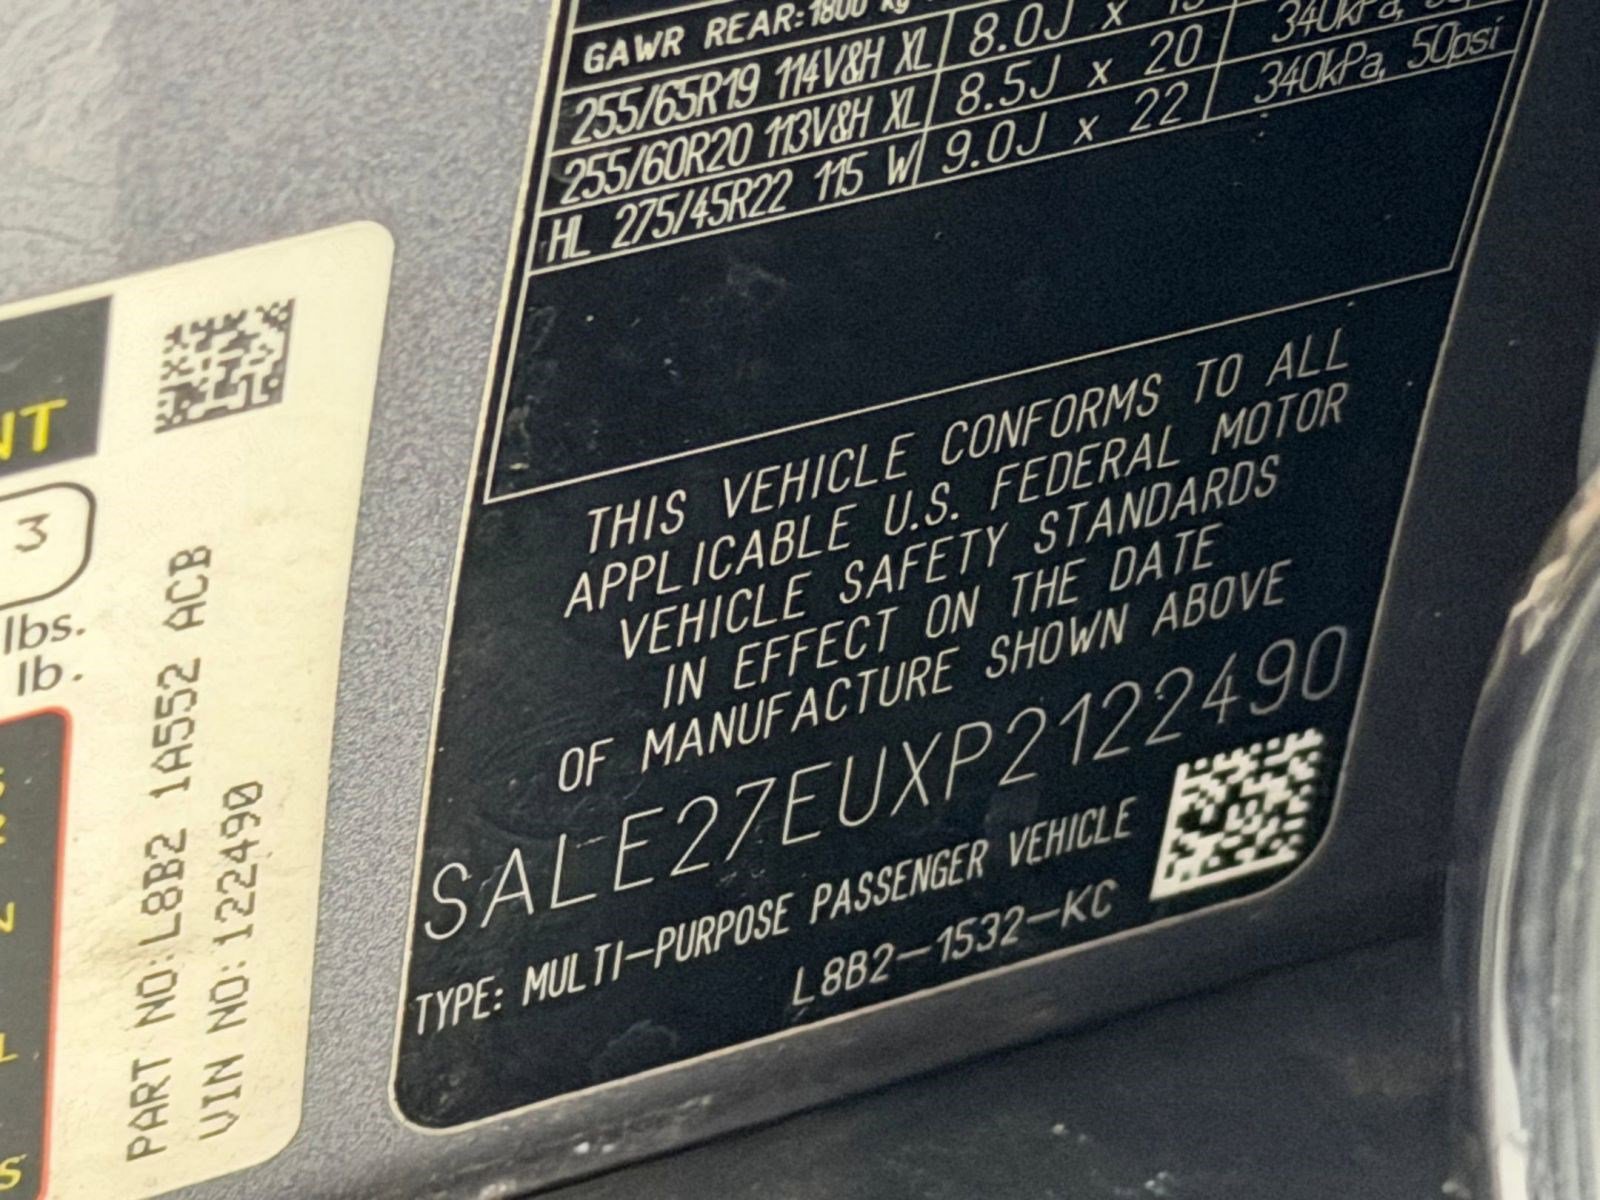 NT
3
lbs.
lb.
PART NO:L8B2 1A552 ACB
VIN NO:122490
GAWR REAR:1800 kg
255/65R19 114V&H XL 8.0J x 19 340kPa,
255/60R20 113V&H XL 8.5J x 20 340kPa, 50psi
HL 275/45R22 115 W 9.0J x 22
THIS VEHICLE CONFORMS TO ALL
APPLICABLE U.S. FEDERAL MOTOR
VEHICLE SAFETY STANDARDS
IN EFFECT ON THE DATE
OF MANUFACTURE SHOWN ABOVE
SALE27EUXP2122490
TYPE: MULTI-PURPOSE PASSENGER VEHICLE
L8B2-1532-KC